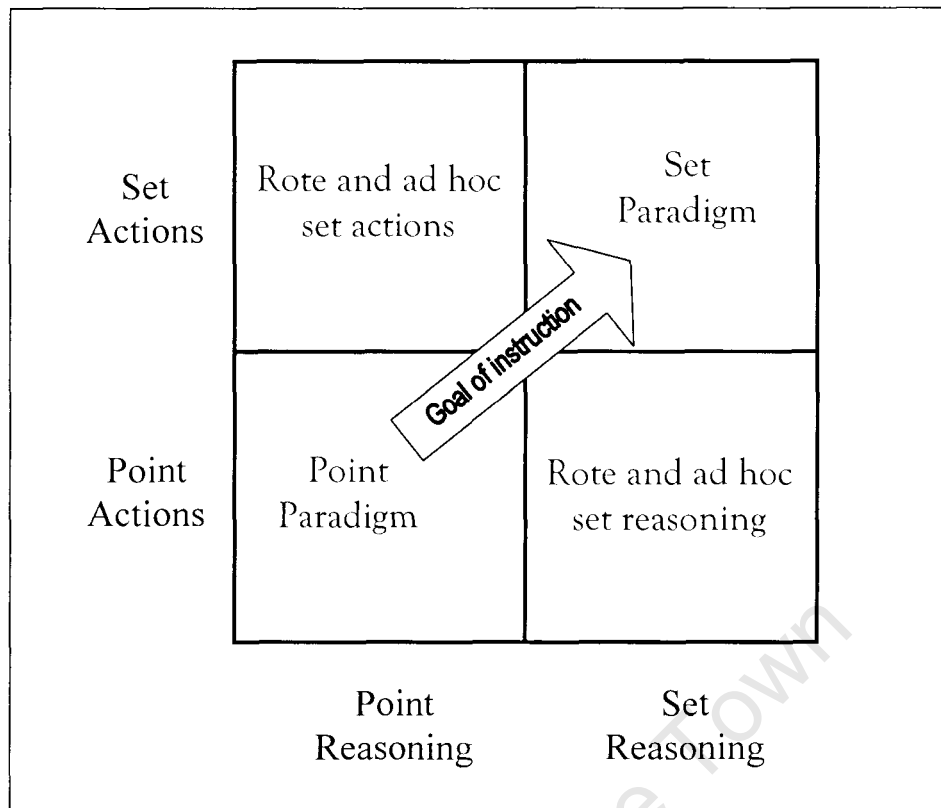 Set
Actions
Rote and ad hoc
set actions
Set
Paradigm
Goal of instruction
Point
Actions
Point
Paradigm
Rote and ad hoc
set reasoning
Point
Reasoning
Set
Reasoning
Town